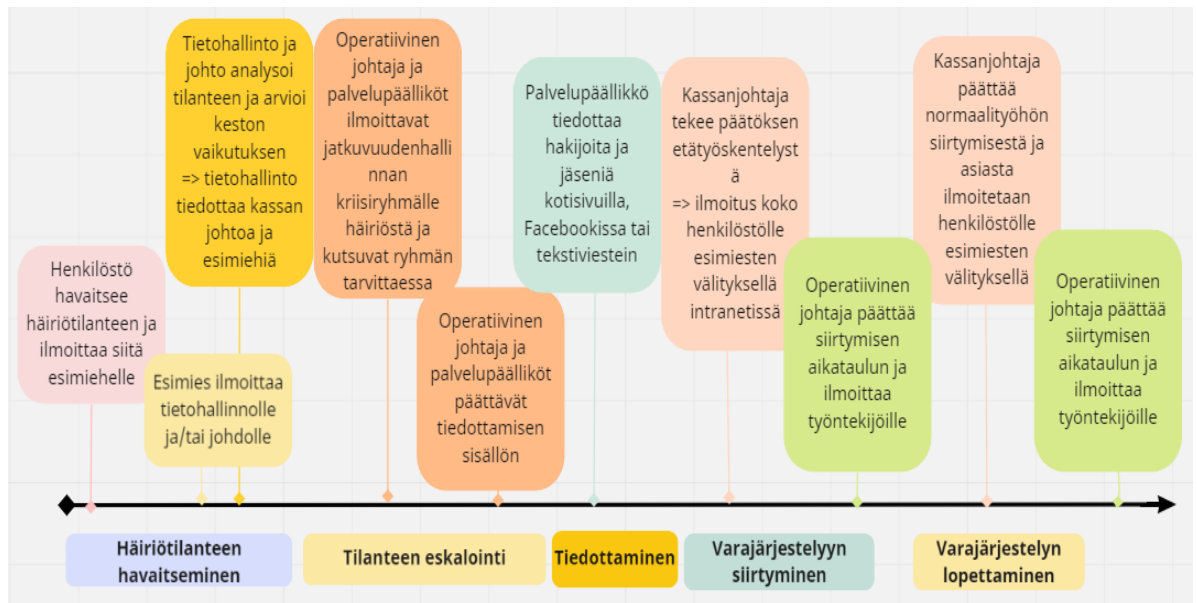 Henkilöstö
havaitsee
häiriötilanteen ja
ilmoittaa siitä
esimiehelle
Esimies ilmoittaa
tietohallinnolle
ja/tai johdolle
Tietohallinto ja
johto analysoi
tilanteen ja arvioi
keston
vaikutuksen
=> tietohallinto
tiedottaa kassan
johtoa ja
esimiehiä
Operatiivinen
johtaja ja
palvelupäälliköt
ilmoittavat
jatkuvuudenhalli
nnan
kriisiryhmälle
häiriöstä ja
kutsuvat ryhmän
tarvittaessa
Operatiivinen
johtaja ja
palvelupäälliköt
päättävät
tiedottamisen
sisällön
Palvelupäällikkö
tiedottaa
hakijoita ja
jäseniä
kotisivuilla,
Facebookissa tai
tekstiviestein
Kassanjohtaja
tekee päätöksen
etätyöskentelyst
ä
=> ilmoitus koko
henkilöstölle
esimiesten
välityksellä
intranetissä
Operatiivinen
johtaja päättää
siirtymisen
aikataulun ja
ilmoittaa
työntekijöille
Kassanjohtaja
päättää
normaalityöhön
siirtymisestä ja
asiasta
ilmoitetaan
henkilöstölle
esimiesten
välityksellä
Operatiivinen
johtaja päättää
siirtymisen
aikataulun ja
ilmoittaa
työntekijöille
Häiriötilanteen
havaitseminen
Tilanteen eskalointi
Tiedottaminen
Varajärjestelyyn
siirtyminen
Varajärjestelyn
lopettaminen